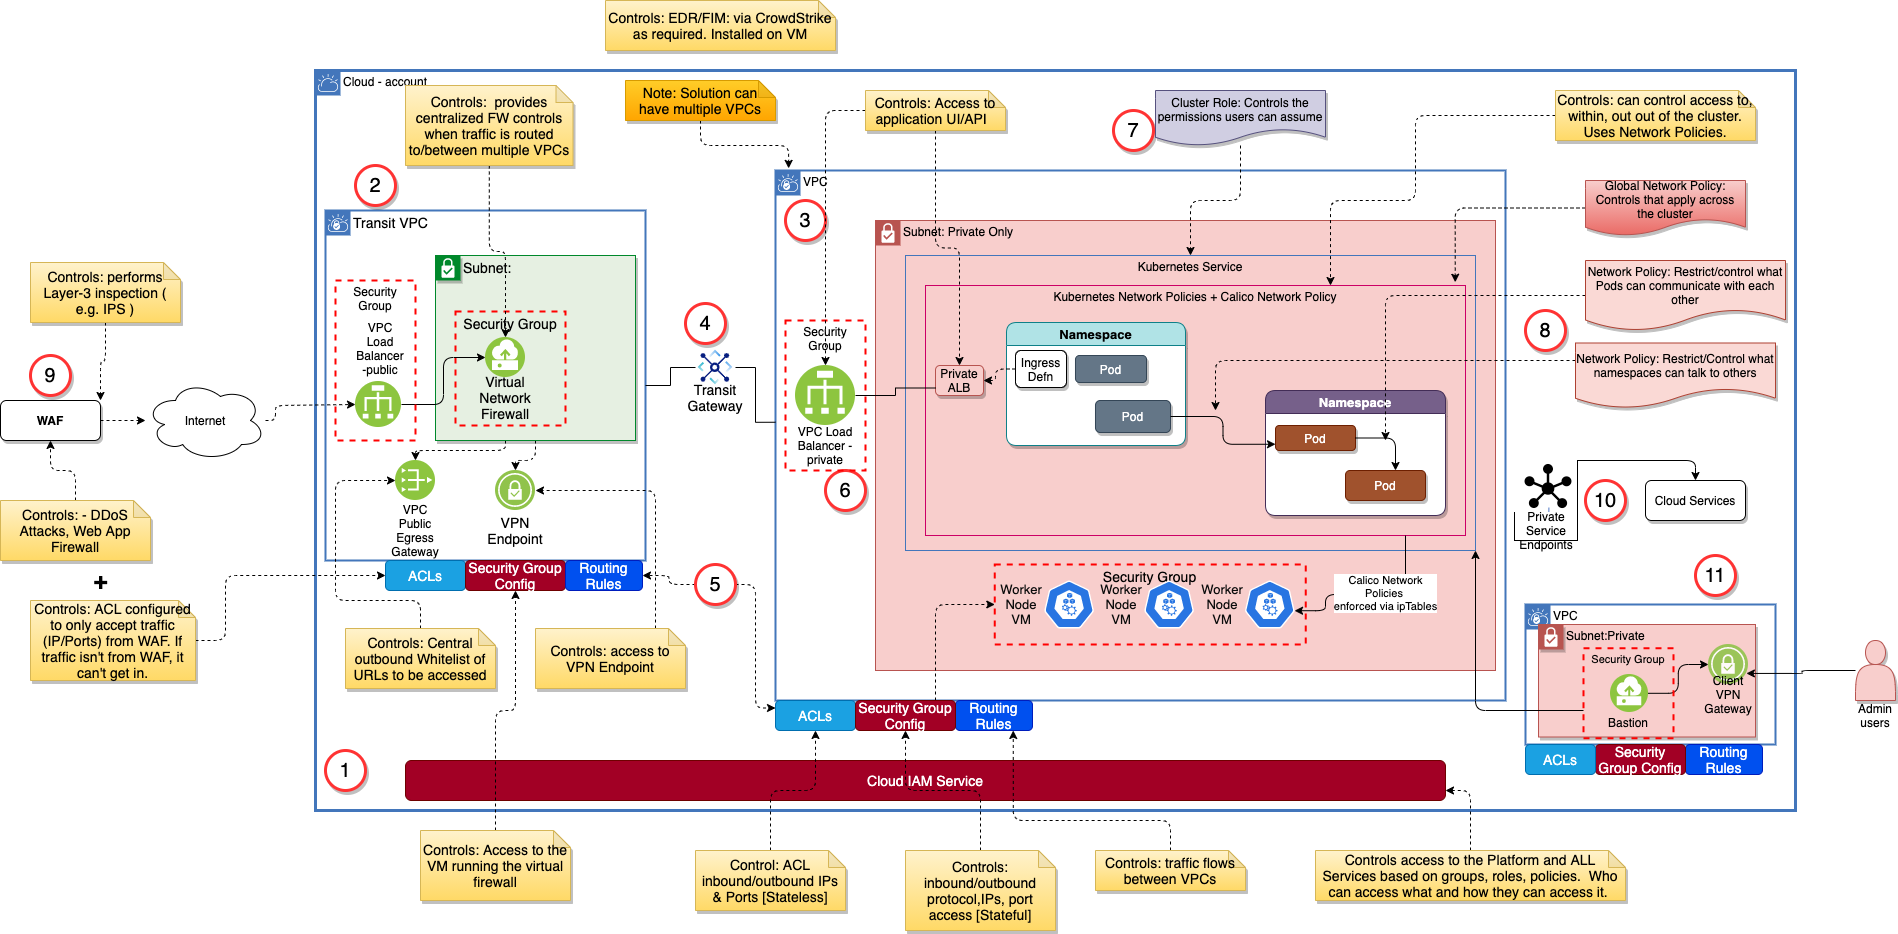 Controls: EDR/FIM: via CrowdStrike
as required. Installed on VM
Cloud - account
Controls:  provides
centralized FW controls
when traffic is routed
to/between multiple VPCs
Note: Solution can
have multiple VPCs
Controls: Access to
application UI/API
7
Cluster Role: Controls the
permissions users can assume
Controls: can control access to,
within, out out of the cluster.
Uses Network Policies.
2
Transit VPC
VPC
3
Global Network Policy:
Controls that apply across
the cluster
Subnet: Private Only
Controls: performs
Layer-3 inspection (
e.g. IPS )
Subnet:
Kubernetes Service
Network Policy: Restrict/control what
Pods can communicate with each
other
Security
Group
VPC
Load
Balancer
-public
Security Group
Virtual
Network
Firewall
4
Transit
Gateway
Security
Group
VPC Load
Balancer -
private
6
Kubernetes Network Policies + Calico Network Policy
Namespace
Ingress
Defn
Pod
Pod
Private
ALB
Namespace
Pod
Pod
8
Network Policy: Restrict/Control what
namespaces can talk to others
9
WAF
Internet
VPC
Public
Egress
Gateway
VPN
Endpoint
Private
Service
Endpoints
10
Cloud Services
Controls: - DDoS
Attacks, Web App
Firewall
+
Controls: ACL configured
to only accept traffic
(IP/Ports) from WAF. If
traffic isn't from WAF, it
can't get in.
ACLs
Security Group
Config
Routing
Rules
5
Security Group
Worker
Node
VM
Worker
Node
VM
Worker
Node
VM
Calico Network
Policies
enforced via ipTables
11
VPC
Subnet:Private
Security Group
Bastion
Client
VPN
Gateway
Admin
users
Controls: Central
outbound Whitelist of
URLs to be accessed
Controls: access to
VPN Endpoint
ACLs
Security Group
Config
Routing
Rules
ACLs
Security
Group Config
Routing
Rules
1
Cloud IAM Service
Controls: Access to the
VM running the virtual
firewall
Control: ACL
inbound/outbound IPs
& Ports [Stateless]
Controls:
inbound/outbound
protocol,IPs, port
access [Stateful]
Controls: traffic flows
between VPCs
Controls access to the Platform and ALL
Services based on groups, roles, policies.  Who
can access what and how they can access it.